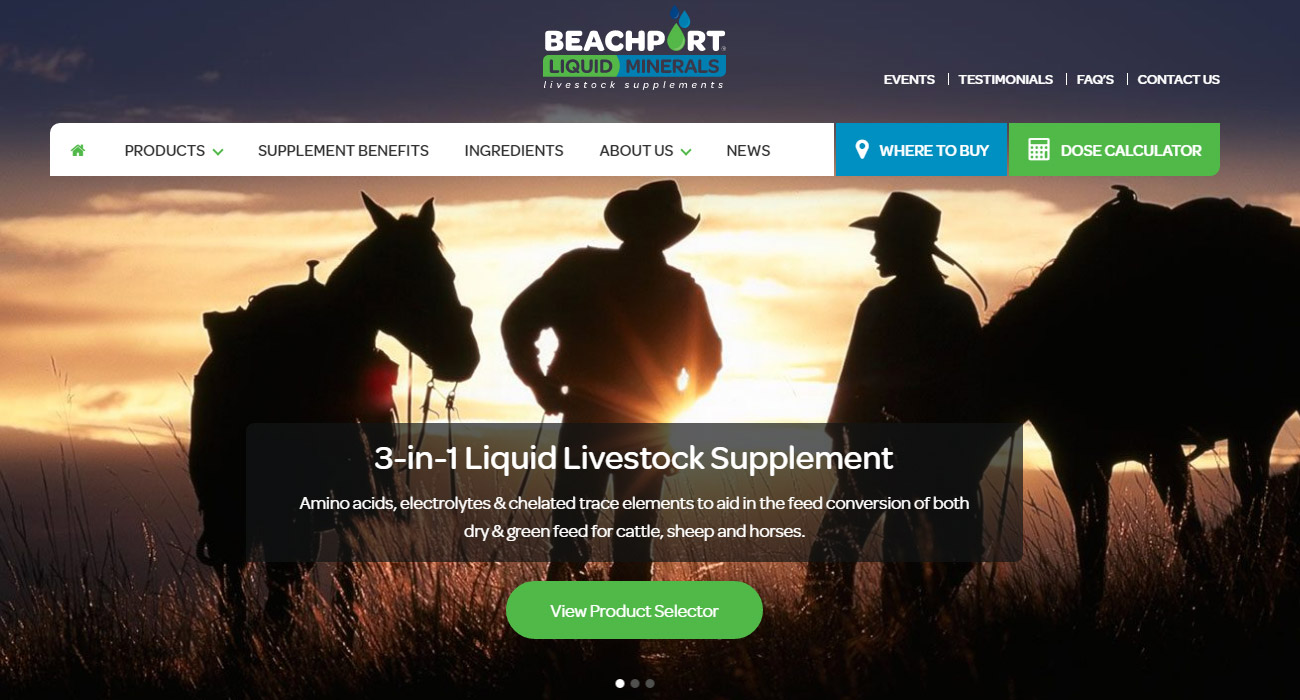 BEACHPORT
LIQUID MINERALS
livestock supplements
EVENTS TESTIMONIALS FAQ'S CONTACT US
PRODUCTS SUPPLEMENT BENEFITS INGREDIENTS ABOUT US NEWS WHERE TO BUY DOSE CALCULATOR
3-in-1 Liquid Livestock Supplement
Amino acids, electrolytes & chelated trace elements to aid in the feed conversion of both
dry & green feed for cattle, sheep and horses.
View Product Selector